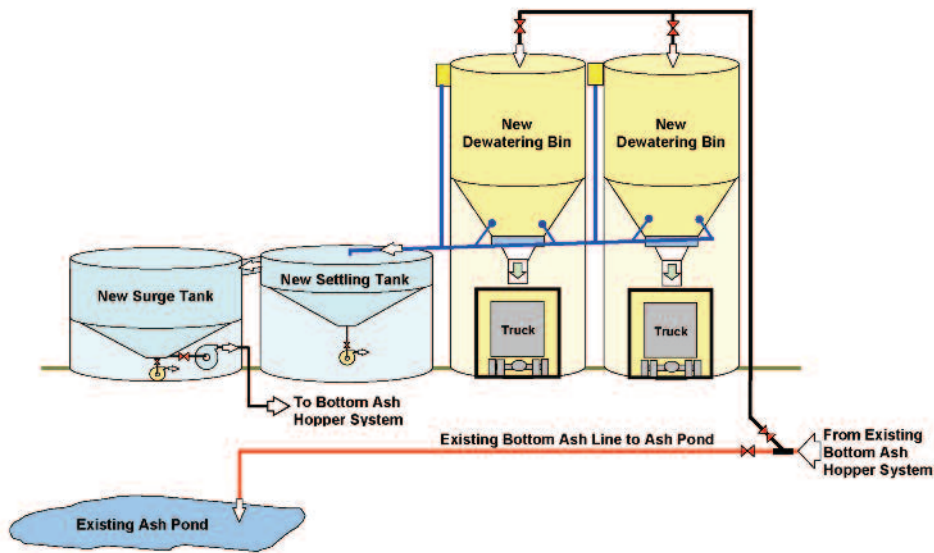 New
Dewatering Bin
New
Dewatering Bin
New Surge Tank
New Settling Tank
Truck
Truck
To Bottom Ash
Hopper System
Existing Bottom Ash Line to Ash Pond
From Existing
Bottom Ash
Hopper System
Existing Ash Pond